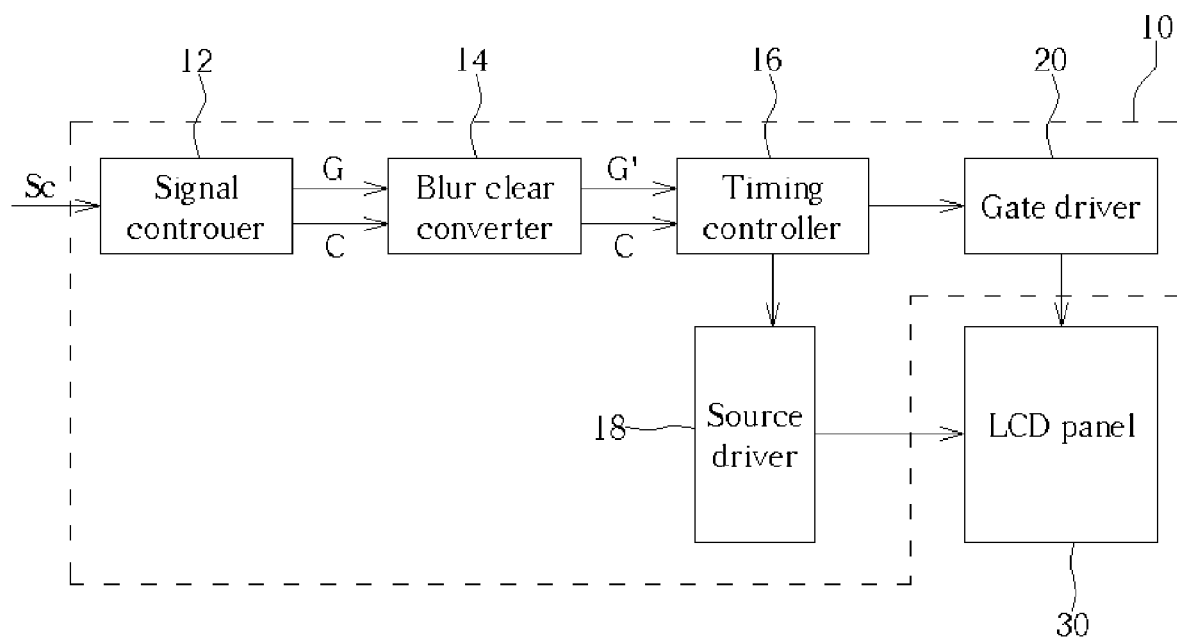 10
12
14
16
20
Sc
Signal
controuer
G
C
Blur clear
converter
G'
C
Timing
controller
Gate driver
18
Source
driver
LCD panel
30